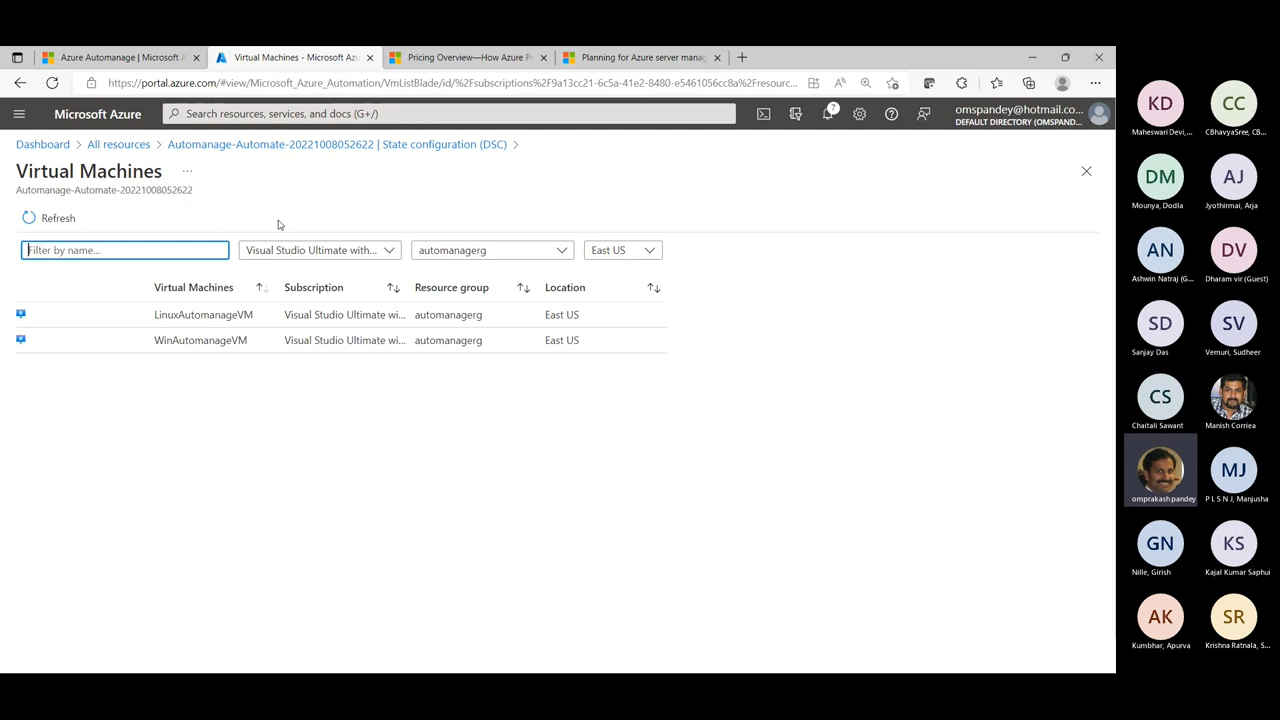 Azure Automanage | Microsoft A
Virtual Machines - Microsoft Azu
Pricing Overview—How Azure Pr
Planning for Azure server manag
https://portal.azure.com/#view/Microsoft_Azure_Automation/VmListBlade/id/%2Fsubscriptions%2F9a13cc21-6c5a-41e2-8480-e5461056cc8a%2Fresourc...
Microsoft Azure
Search resources, services, and docs (G+/)
7
omspandey@hotmail.co...
DEFAULT DIRECTORY (OMSPAND...
Dashboard > All resources > Automanage-Automate-20221008052622 | State configuration (DSC) >
Virtual Machines ...
Automanage-Automate-20221008052622
Refresh
Filter by name...
Visual Studio Ultimate with...
automanagerg
East US
Virtual Machines Subscription Resource group Location
LinuxAutomanageVM Visual Studio Ultimate wi... automanagerg East US
WinAutomanageVM Visual Studio Ultimate wi... automanagerg East US
KD CC
Maheswari Devi,... CBhavyaSree, CB...
DM AJ
Mounya, Dodla Jyothirmai, Arja
AN DV
Ashwin Natraj (G... Dharam vir (Guest)
SD SV
Sanjay Das Vemuri, Sudheer
CS
Chaitali Sawant Manish Corriea
MJ
omprakash pandey P L S N J, Manjusha
GN KS
Nille, Girish Kajal Kumar Saphui
AK SR
Kumbhar, Apurva Krishna Ratnala, S...